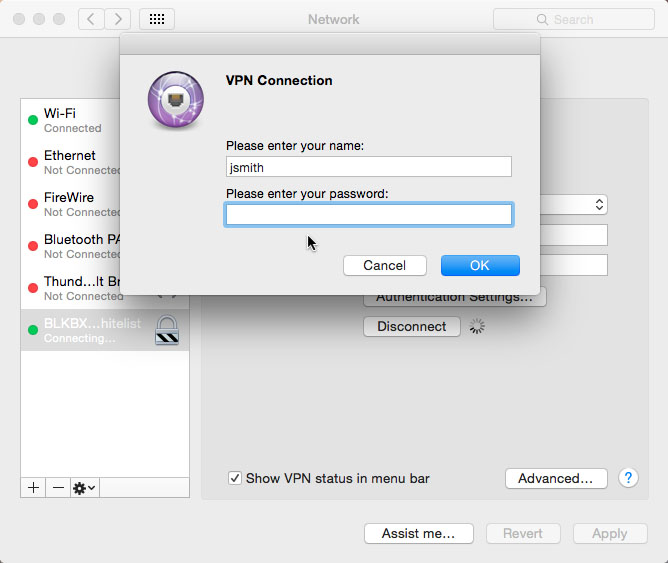 Network
Search
VPN Connection
Please enter your name:
jsmith
Please enter your password:
Cancel
OK
Wi-Fi
Connected
Ethernet
Not Connected
FireWire
Not Connected
Bluetooth PA
Not Connected
Thund...lt Br
Not Connected
BLKBX...hitelist
Connecting...
Authentication Settings...
Disconnect
Show VPN status in menu bar
Advanced...
?
Assist me...
Revert
Apply